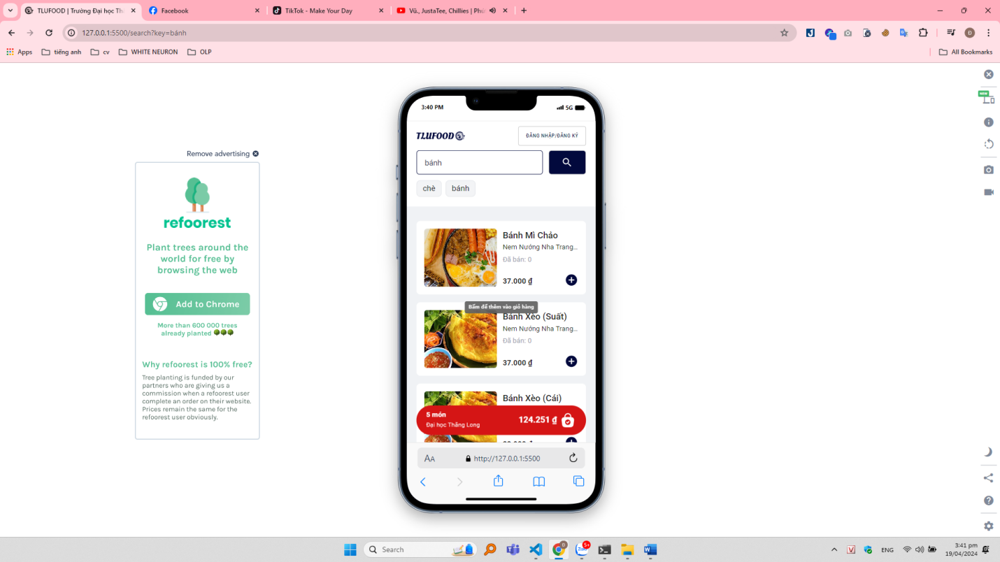 TLUFOOD | Trường Đại học Th
Facebook
TikTok - Make Your Day
Vũ., JustaTee, Chillies | Phú
127.0.0.1:5500/search?key=bánh
Apps
tiếng anh
cv
WHITE NEURON
OLP
All Bookmarks
NEW
Remove advertising
refoorest
Plant trees around the
world for free by
browsing the web
Add to Chrome
More than 600 000 trees
already planted 🌳🌳🌳
Why refoorest is 100% free?
Tree planting is funded by our
partners who are giving us a
commission when a refoorest user
complete an order on their website.
Prices remain the same for the
refoorest user obviously.
3:40 PM
5G
TLUFOOD
ĐĂNG NHẬP/ĐĂNG KÝ
bánh
chè
bánh
Bánh Mì Chảo
Nem Nướng Nha Trang...
Đã bán: 0
37.000 ₫
Bấm để thêm vào giỏ hàng
Bánh Xèo (Suất)
Nem Nướng Nha Trang...
Đã bán: 0
37.000 ₫
Bánh Xèo (Cái)
5 món
Đại học Thăng Long
124.251 ₫
AA
http://127.0.0.1:5500
Search
Zalo
5+
ENG
3:41 pm
19/04/2024